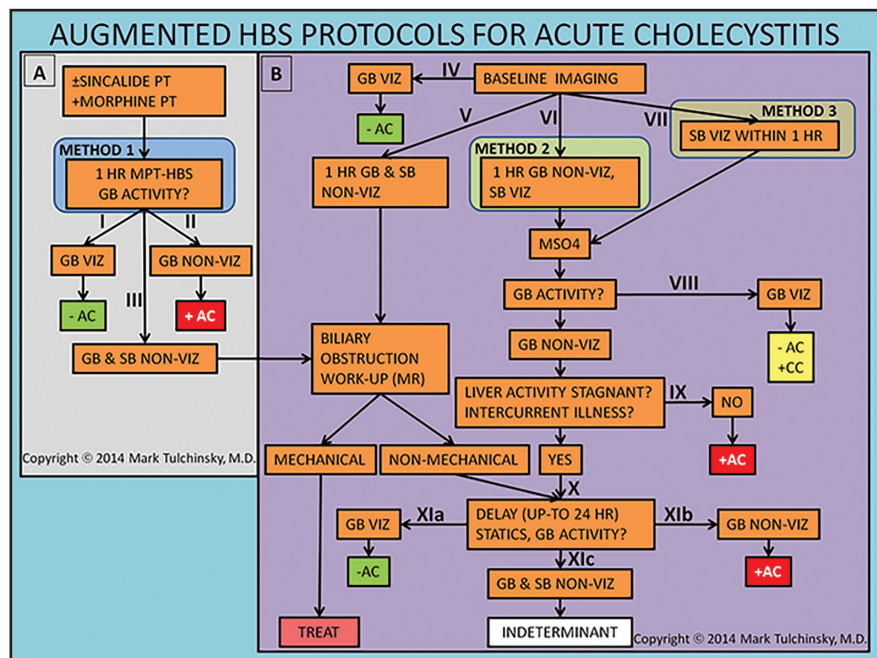 AUGMENTED HBS PROTOCOLS FOR ACUTE CHOLECYSTITIS
A
±SINCALIDE PT
+MORPHINE PT
METHOD 1
1 HR MPT-HBS
GB ACTIVITY?
I
II
III
GB VIZ
GB NON-VIZ
- AC
+ AC
GB & SB NON-VIZ
Copyright © 2014 Mark Tulchinsky, M.D.
B
GB VIZ
IV
BASELINE IMAGING
- AC
V
VI
VII
METHOD 3
SB VIZ WITHIN 1 HR
1 HR GB & SB
NON-VIZ
METHOD 2
1 HR GB NON-VIZ,
SB VIZ
MSO4
GB ACTIVITY?
VIII
GB VIZ
- AC
+CC
GB NON-VIZ
BILIARY
OBSTRUCTION
WORK-UP (MR)
LIVER ACTIVITY STAGNANT?
INTERCURRENT ILLNESS?
IX
NO
+AC
MECHANICAL
NON-MECHANICAL
YES
X
GB VIZ
XIa
DELAY (UP-TO 24 HR)
STATICS, GB ACTIVITY?
XIb
GB NON-VIZ
-AC
XIc
+AC
GB & SB NON-VIZ
TREAT
INDETERMINANT
Copyright © 2014 Mark Tulchinsky, M.D.